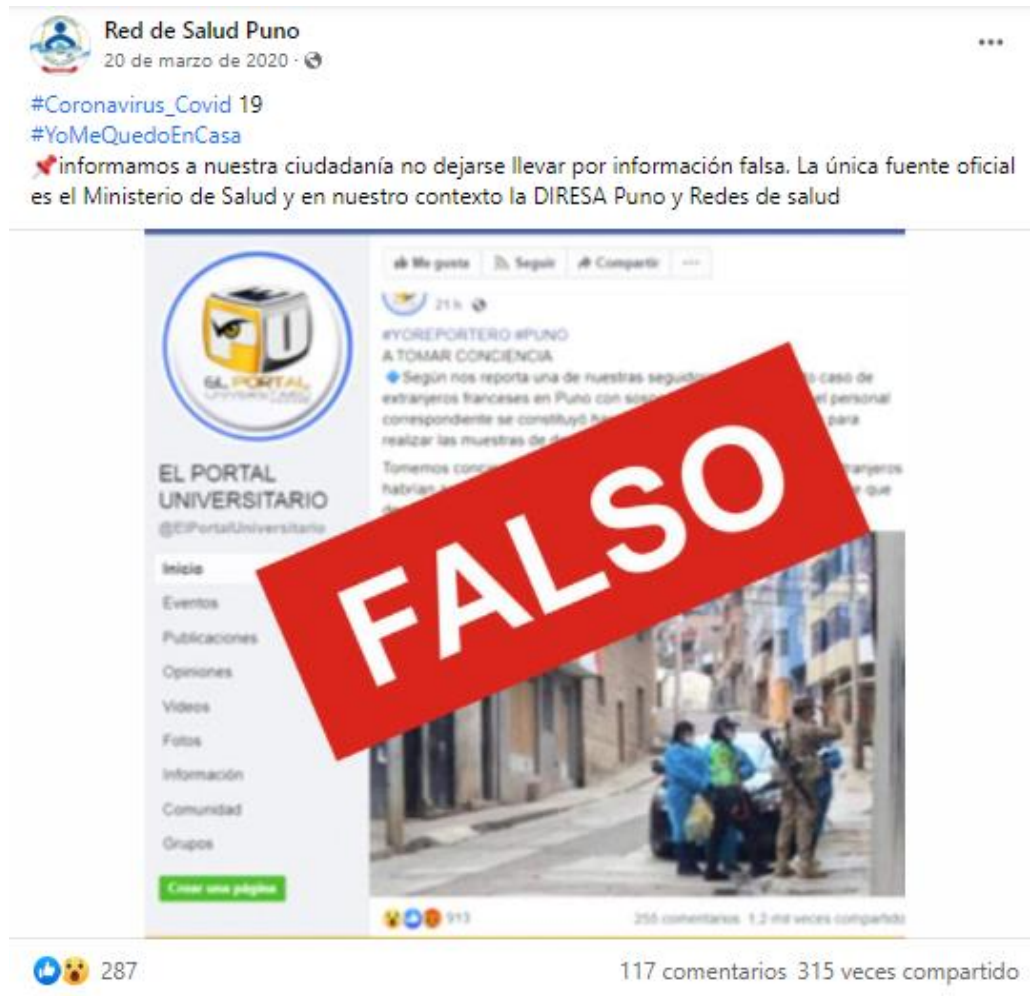 Red de Salud Puno
20 de marzo de 2020 ·
#Coronavirus_Covid 19
#YoMeQuedoEnCasa
informamos a nuestra ciudadanía no dejarse llevar por información falsa. La única fuente oficial
es el Ministerio de Salud y en nuestro contexto la DIRESA Puno y Redes de salud
Me gusta Seguir Compartir ...
21 h
#YOREPORTERO #PUNO
A TOMAR CONCIENCIA
Según nos reporta una de nuestras caso de
extranjeros franceses en Puno con el personal
correspondiente se constituyó para
realizar las muestras de
Tomemos
habrían que
EL PORTAL
UNIVERSITARIO
EL PORTAL
UNIVERSITARIO
@ElPortalUniversitario
Inicio
Eventos
Publicaciones
Opiniones
Videos
Fotos
Información
Comunidad
Grupos
Crear una página
FALSO
913 255 comentarios 1.2 mil veces compartido
287 117 comentarios 315 veces compartido